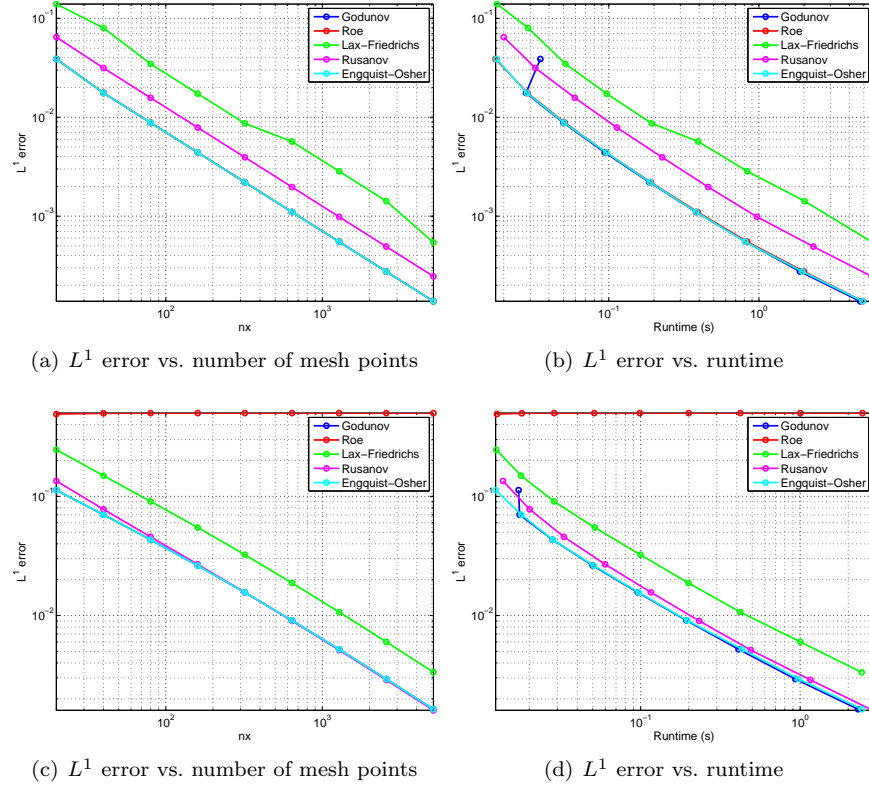 10⁻¹
10⁻²
10⁻³
L¹ error
10²
10³
nx
Godunov
Roe
Lax−Friedrichs
Rusanov
Engquist−Osher
(a) L¹ error vs. number of mesh points
10⁻¹
10⁻²
10⁻³
L¹ error
10⁻¹
10⁰
Runtime (s)
Godunov
Roe
Lax−Friedrichs
Rusanov
Engquist−Osher
(b) L¹ error vs. runtime
10⁻¹
10⁻²
L¹ error
10²
10³
nx
Godunov
Roe
Lax−Friedrichs
Rusanov
Engquist−Osher
(c) L¹ error vs. number of mesh points
10⁻¹
10⁻²
L¹ error
10⁻¹
10⁰
Runtime (s)
Godunov
Roe
Lax−Friedrichs
Rusanov
Engquist−Osher
(d) L¹ error vs. runtime